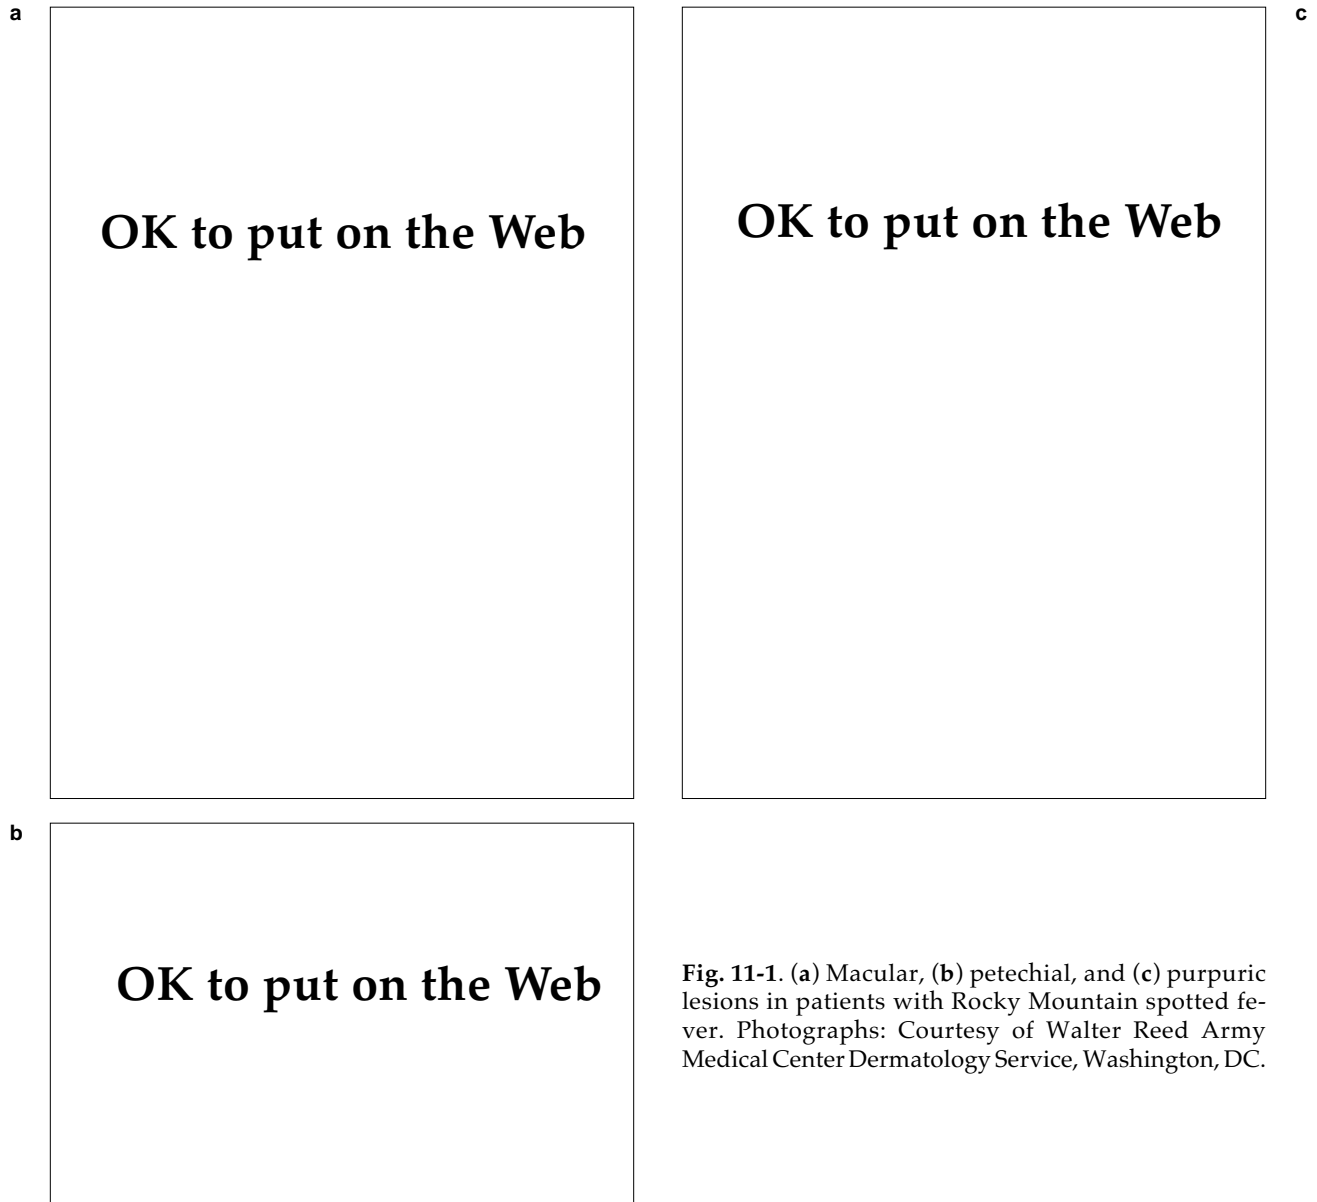 a
OK to put on the Web
c
OK to put on the Web
b
OK to put on the Web
Fig. 11-1. (a) Macular, (b) petechial, and (c) purpuric
lesions in patients with Rocky Mountain spotted fe-
ver. Photographs: Courtesy of Walter Reed Army
Medical Center Dermatology Service, Washington, DC.